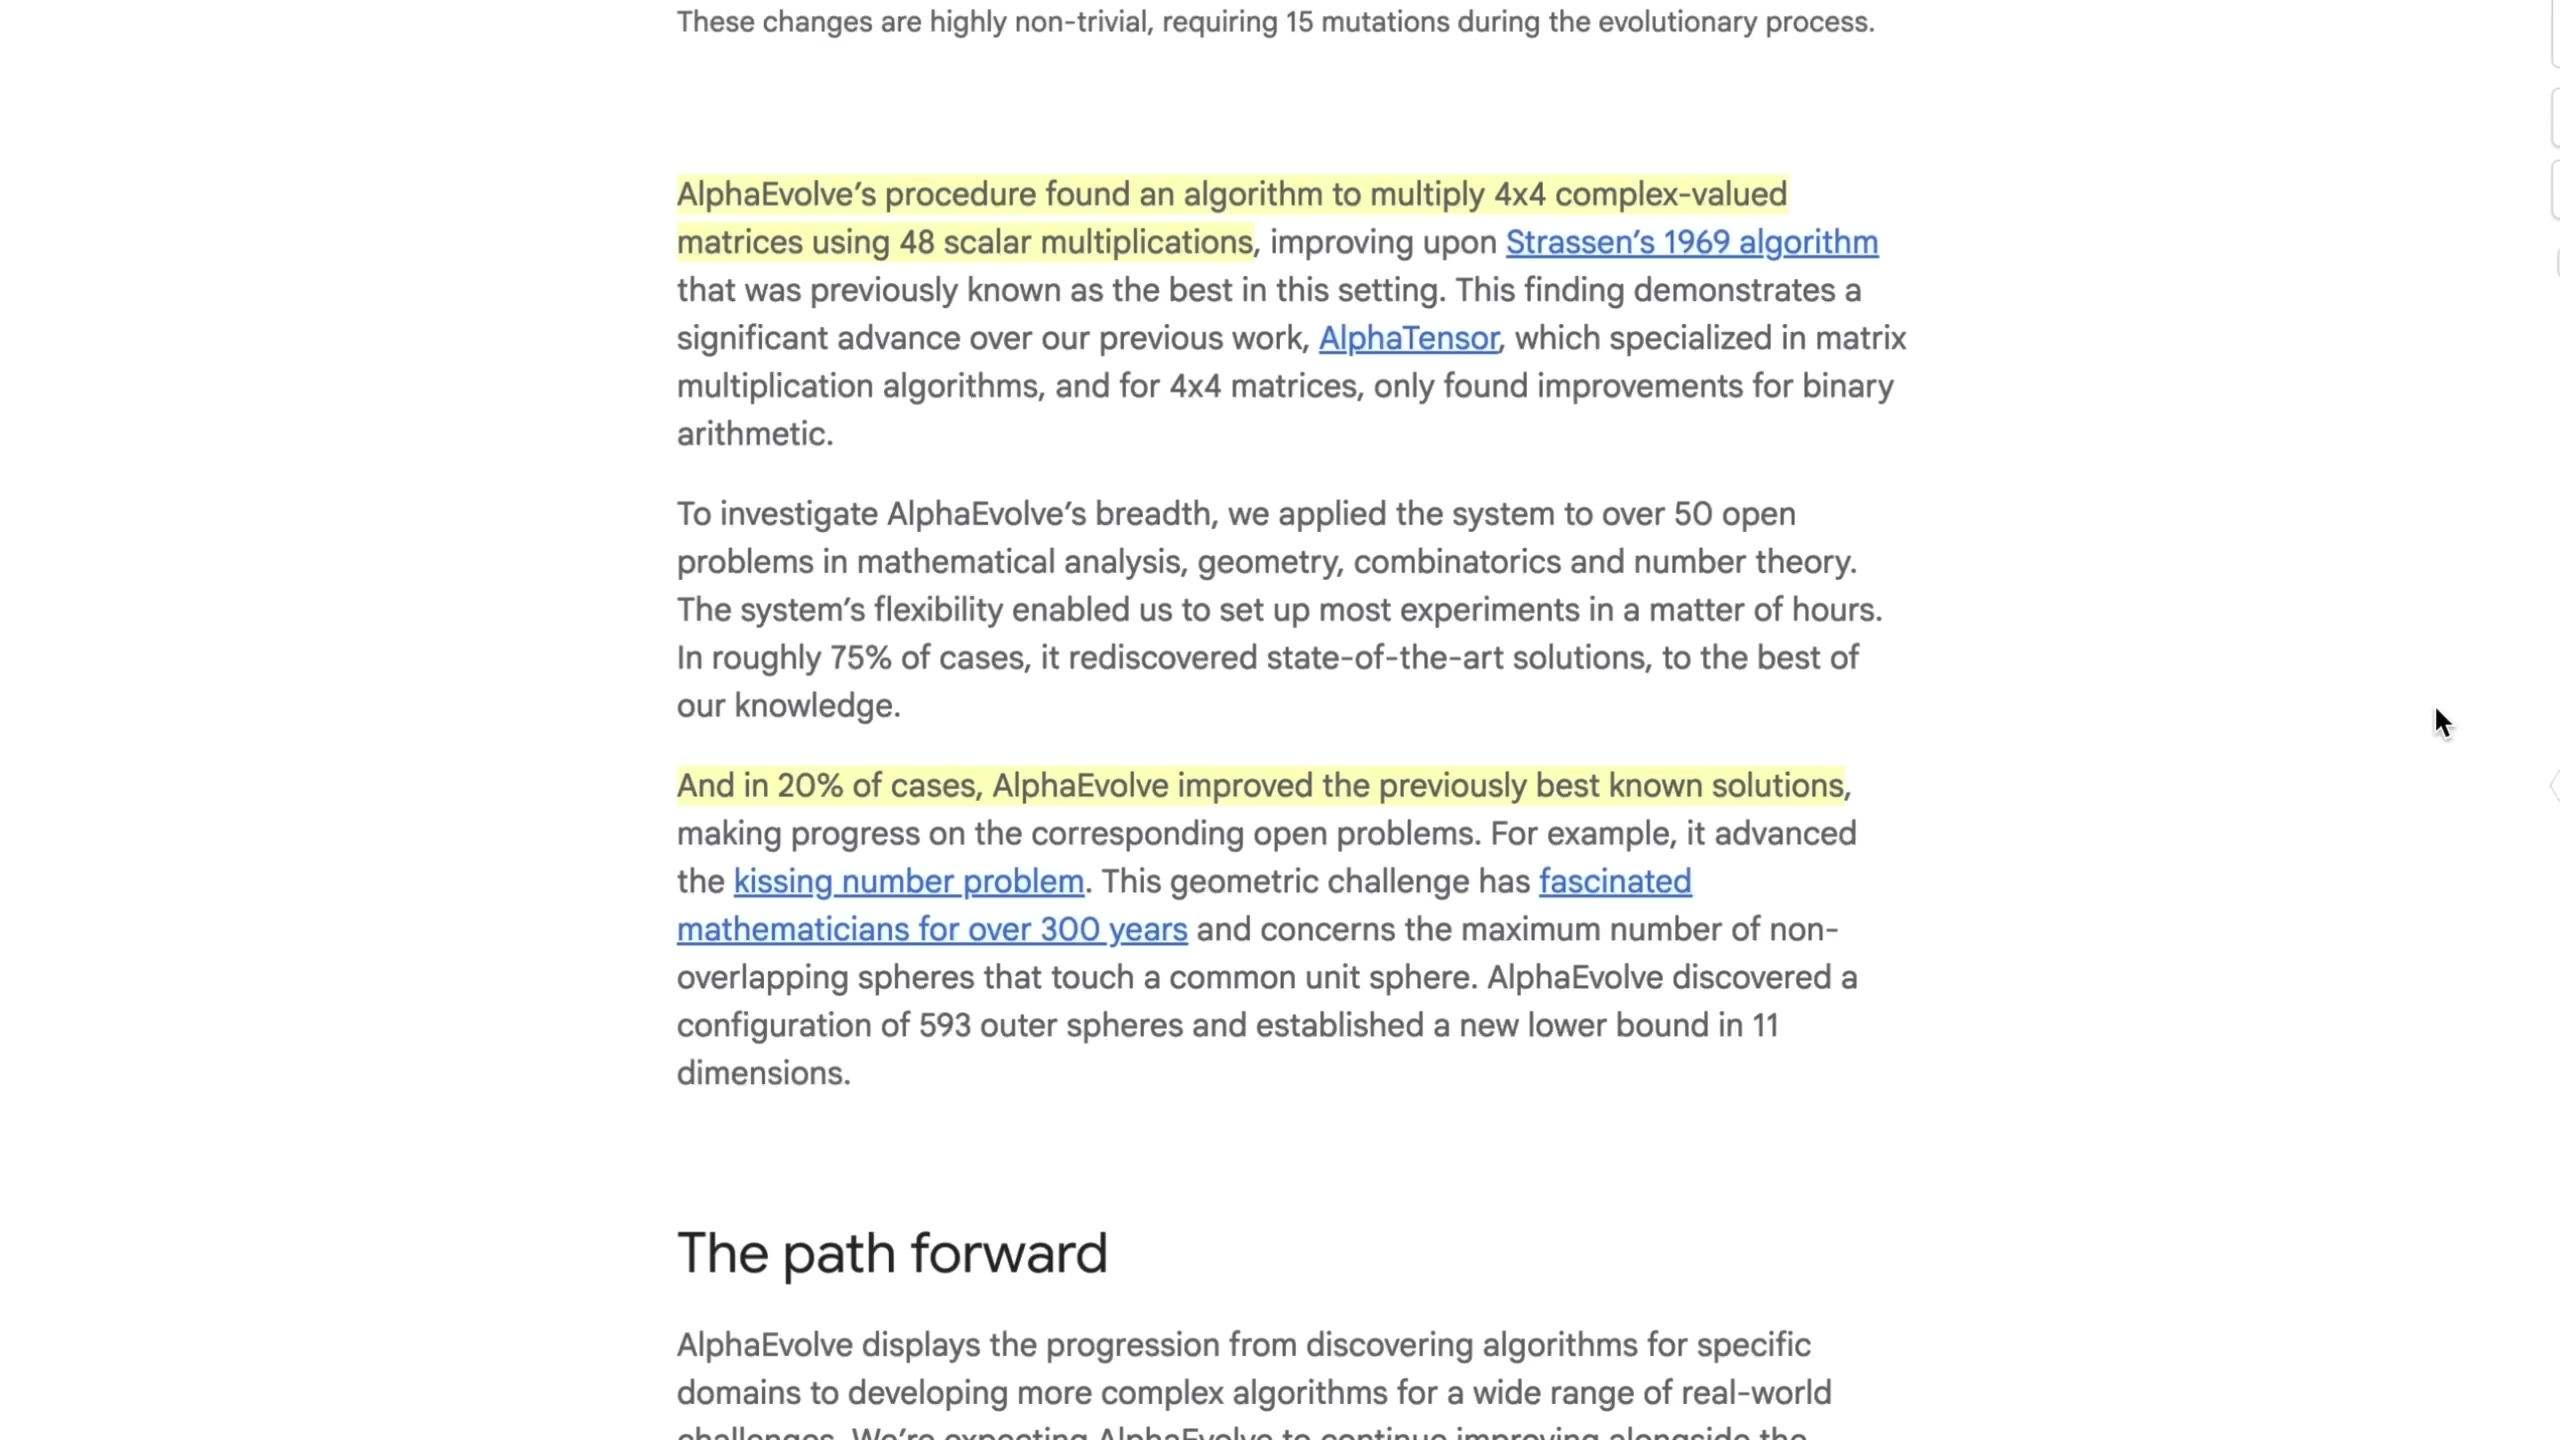 These changes are highly non-trivial, requiring 15 mutations during the evolutionary process.
AlphaEvolve’s procedure found an algorithm to multiply 4x4 complex-valued
matrices using 48 scalar multiplications, improving upon Strassen’s 1969 algorithm
that was previously known as the best in this setting. This finding demonstrates a
significant advance over our previous work, AlphaTensor, which specialized in matrix
multiplication algorithms, and for 4x4 matrices, only found improvements for binary
arithmetic.
To investigate AlphaEvolve’s breadth, we applied the system to over 50 open
problems in mathematical analysis, geometry, combinatorics and number theory.
The system’s flexibility enabled us to set up most experiments in a matter of hours.
In roughly 75% of cases, it rediscovered state-of-the-art solutions, to the best of
our knowledge.
And in 20% of cases, AlphaEvolve improved the previously best known solutions,
making progress on the corresponding open problems. For example, it advanced
the kissing number problem. This geometric challenge has fascinated
mathematicians for over 300 years and concerns the maximum number of non-
overlapping spheres that touch a common unit sphere. AlphaEvolve discovered a
configuration of 593 outer spheres and established a new lower bound in 11
dimensions.
The path forward
AlphaEvolve displays the progression from discovering algorithms for specific
domains to developing more complex algorithms for a wide range of real-world
challenges. We’re expecting AlphaEvolve to continue improving alongside the